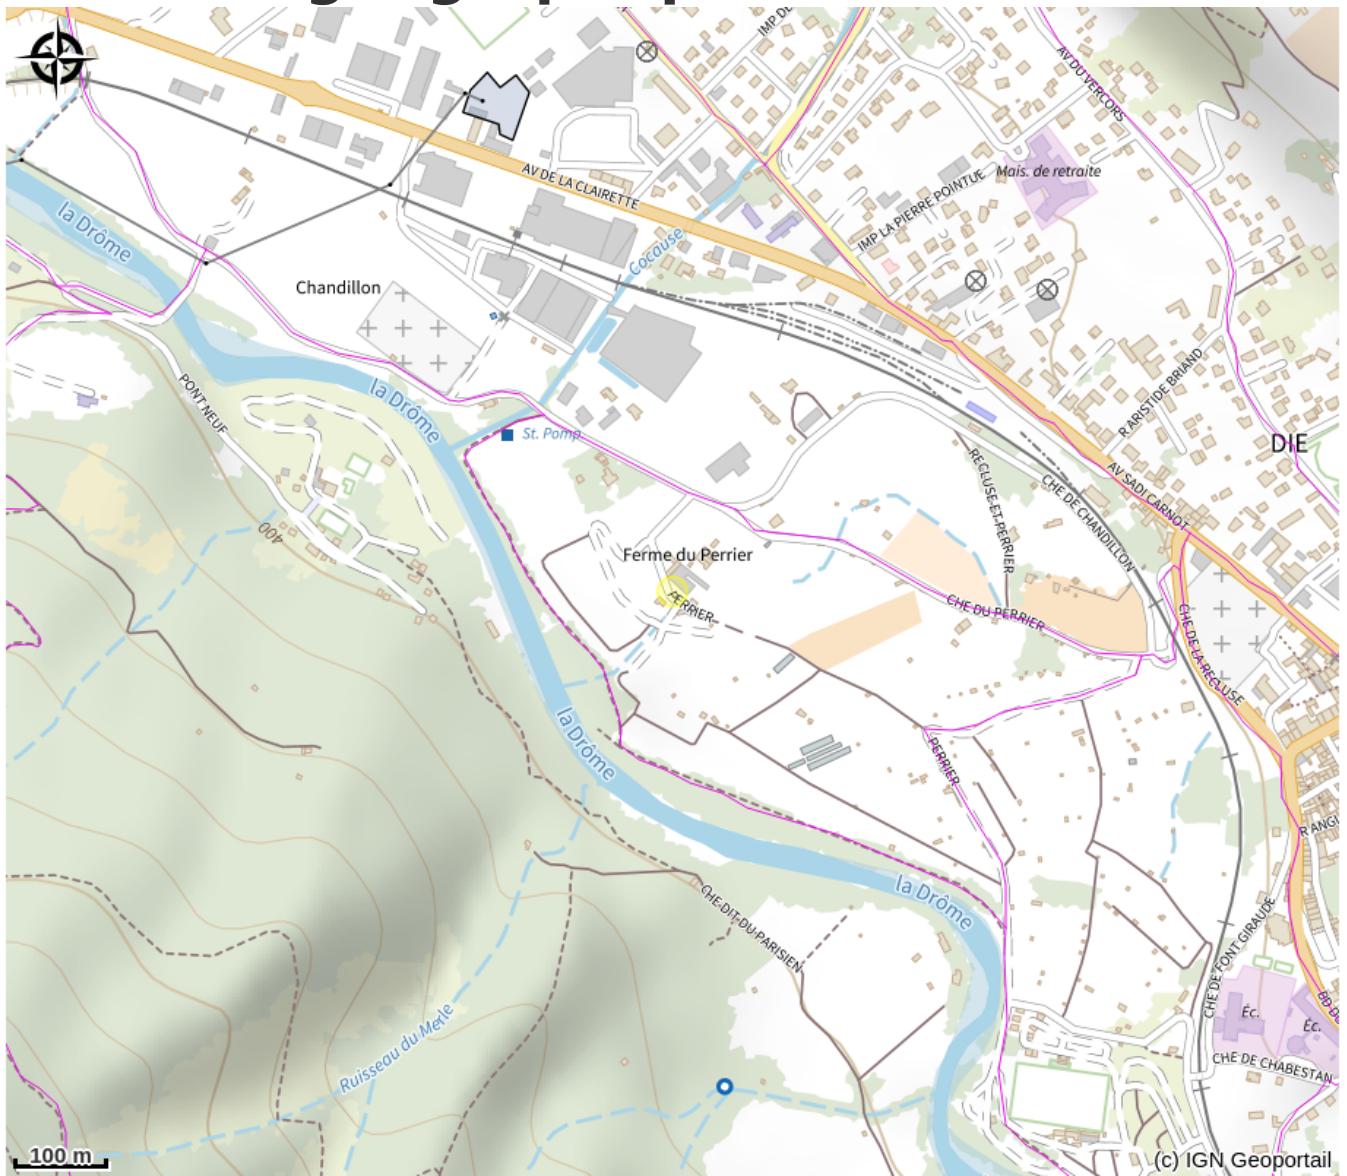 IMP DE
AV DU VERCORS
Mais. de retraite
AV DE LA CLAIRETTE
IMP LA PIERRE POINTUE
la Drôme
Cocause
Chandillon
PONT NEUF
la Drôme
R ARISTIDE BRIAND
St. Pomp
DIE
RECLUSE ET PERRIER
AV SADI CARNOT
CHE DE CHANDILLON
400
Ferme du Perrier
PERRIER
CHE DU PERRIER
CHE DE LA RECLUSE
la Drôme
PERRIER
R ANGL
la Drôme
CHE DIT DU PARISIEN
CHE DE FONT GIRAUDE
Ruisseau du Merle
Éc.
Éc.
BD DU
CHE DE CHABESTAN
100 m
(c) IGN Geoportail